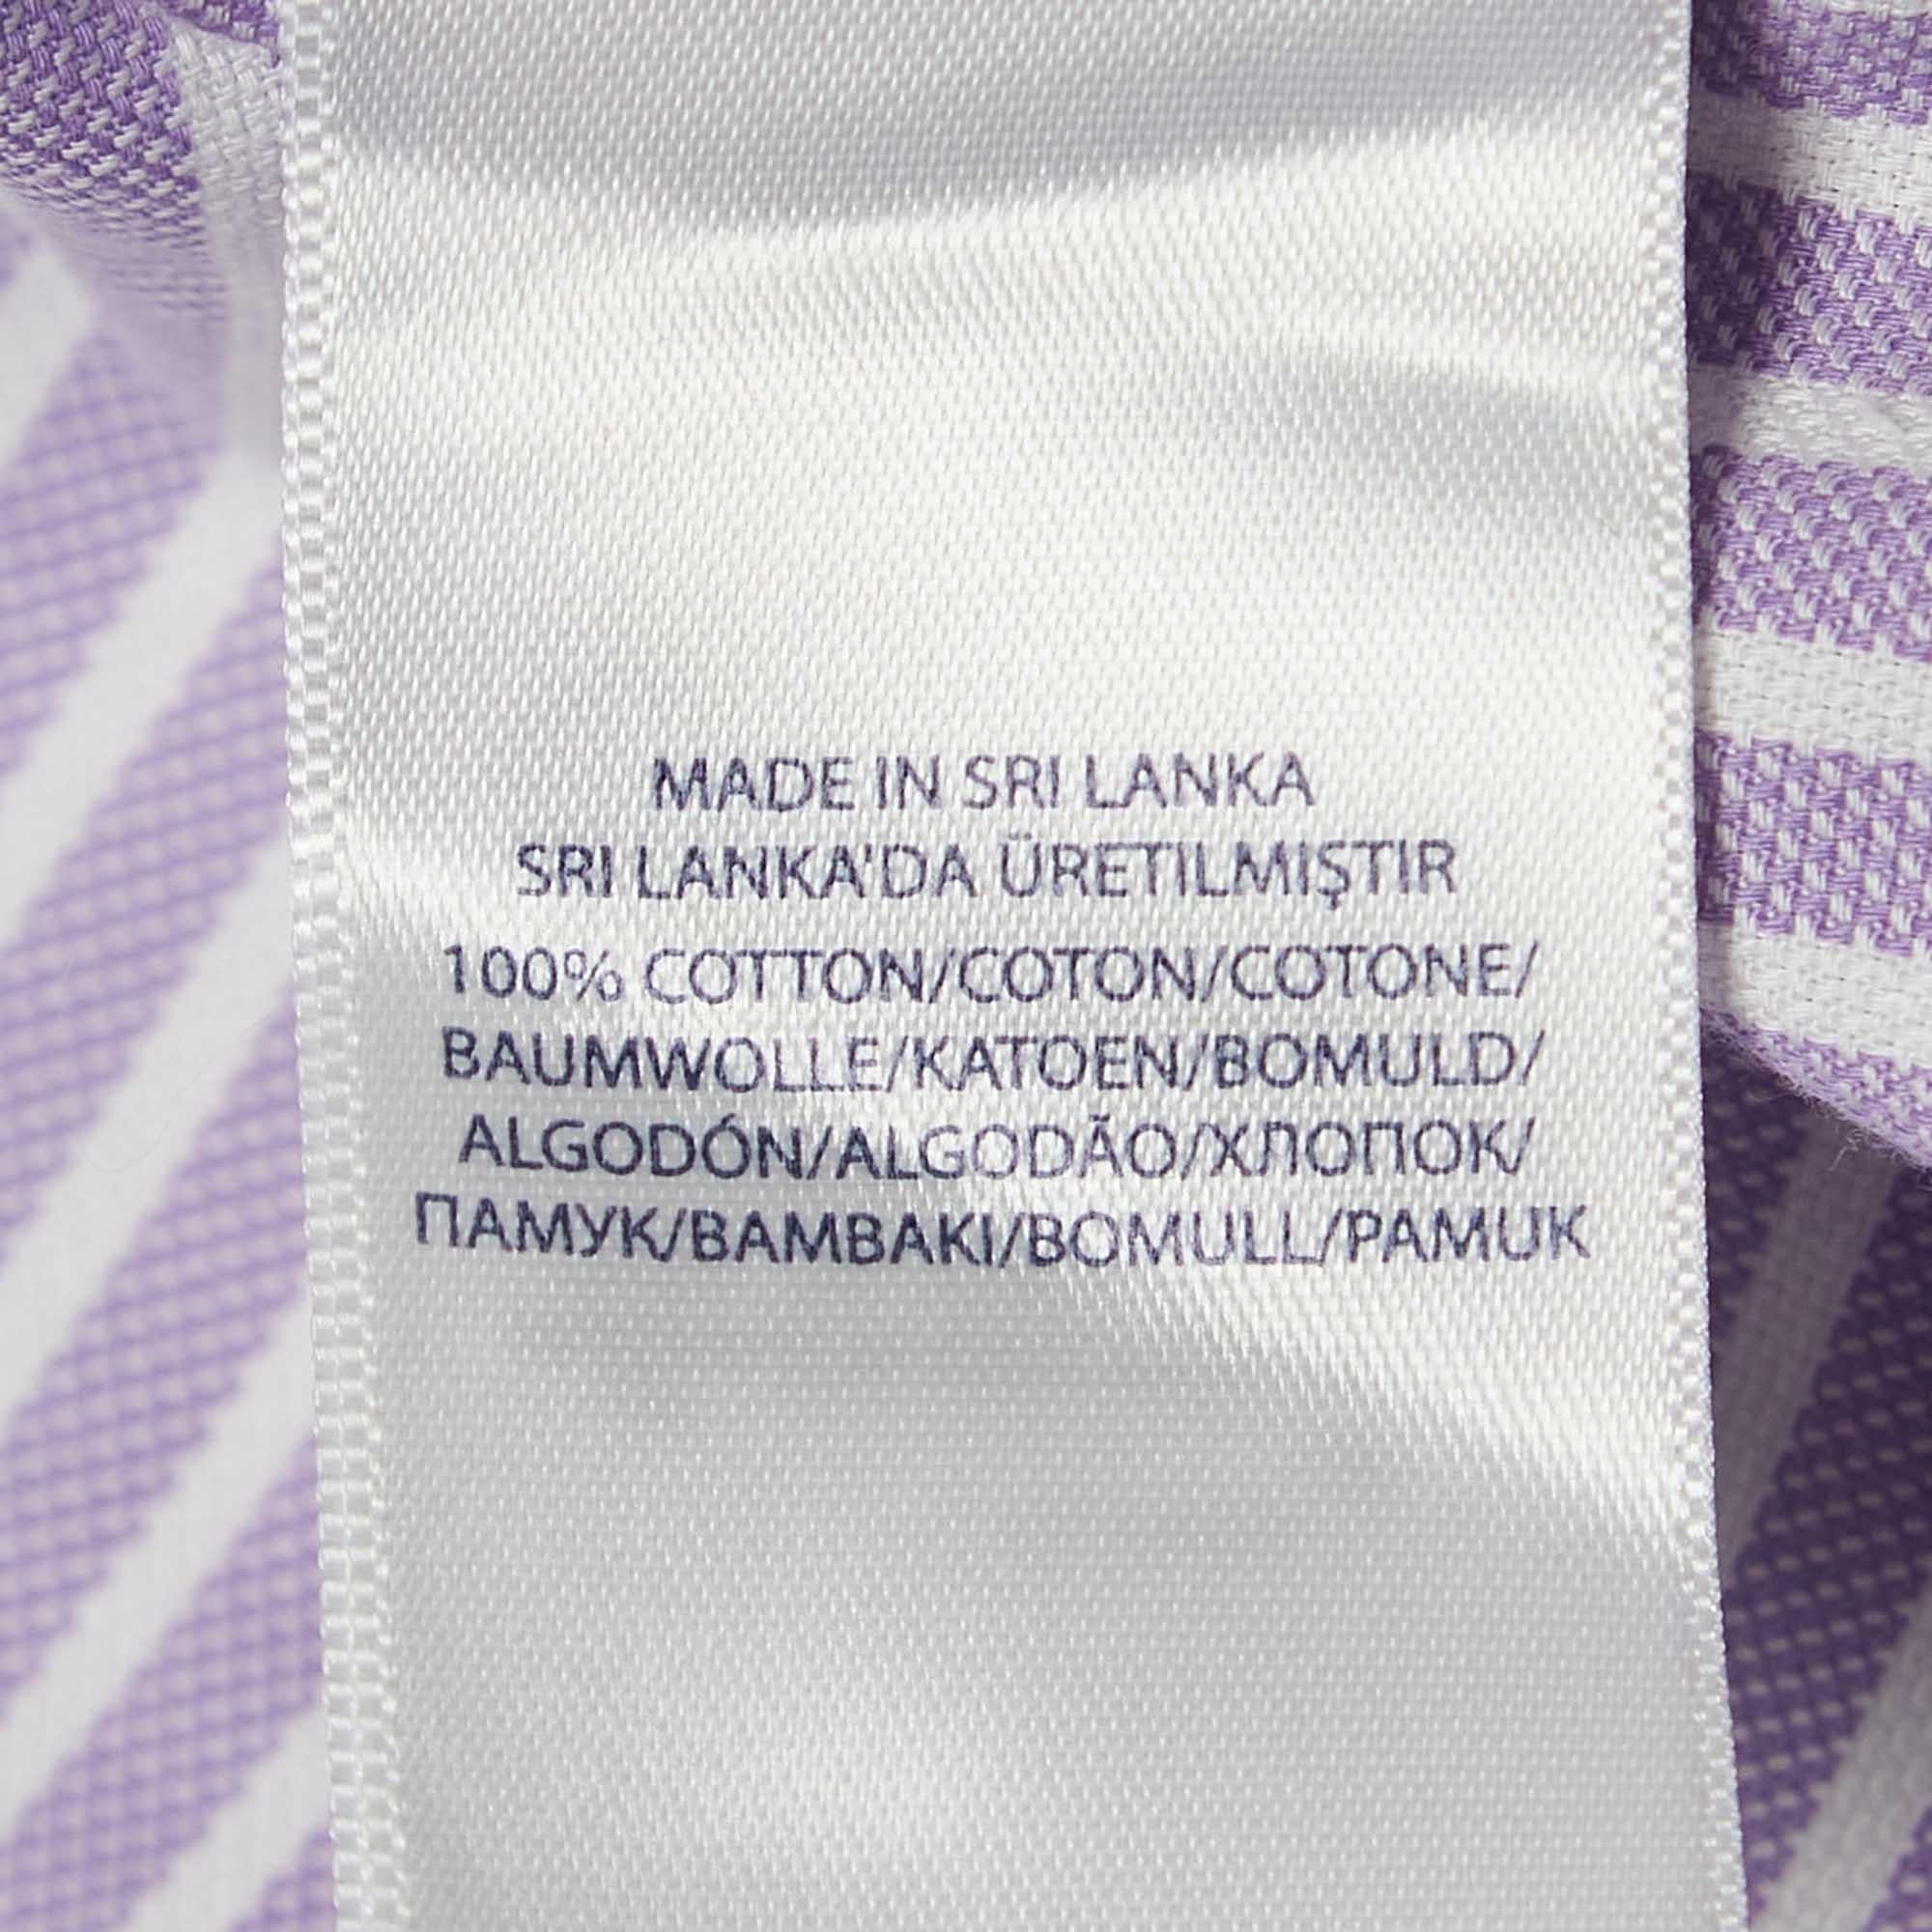 MADE IN SRI LANKA
SRI LANKA'DA ÜRETILMIŞTIR
100% COTTON/COTON/COTONE/
BAUMWOLLE/KATOEN/BOMULD/
ALGODÓN/ALGODÃO/ХЛОПОК/
ПАМУК/BAMBAKI/BOMULL/PAMUK